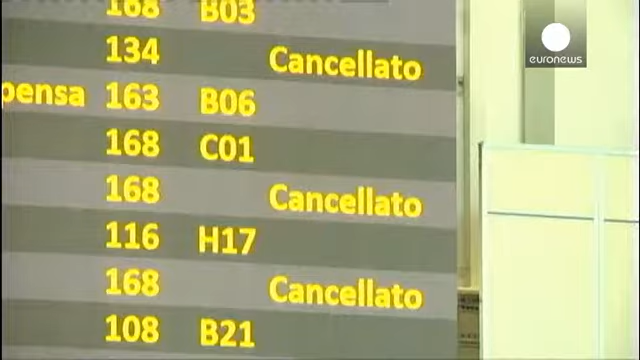 168 B03
134 Cancellato
pensa 163 B06
168 C01
168 Cancellato
116 H17
168 Cancellato
108 B21
euronews